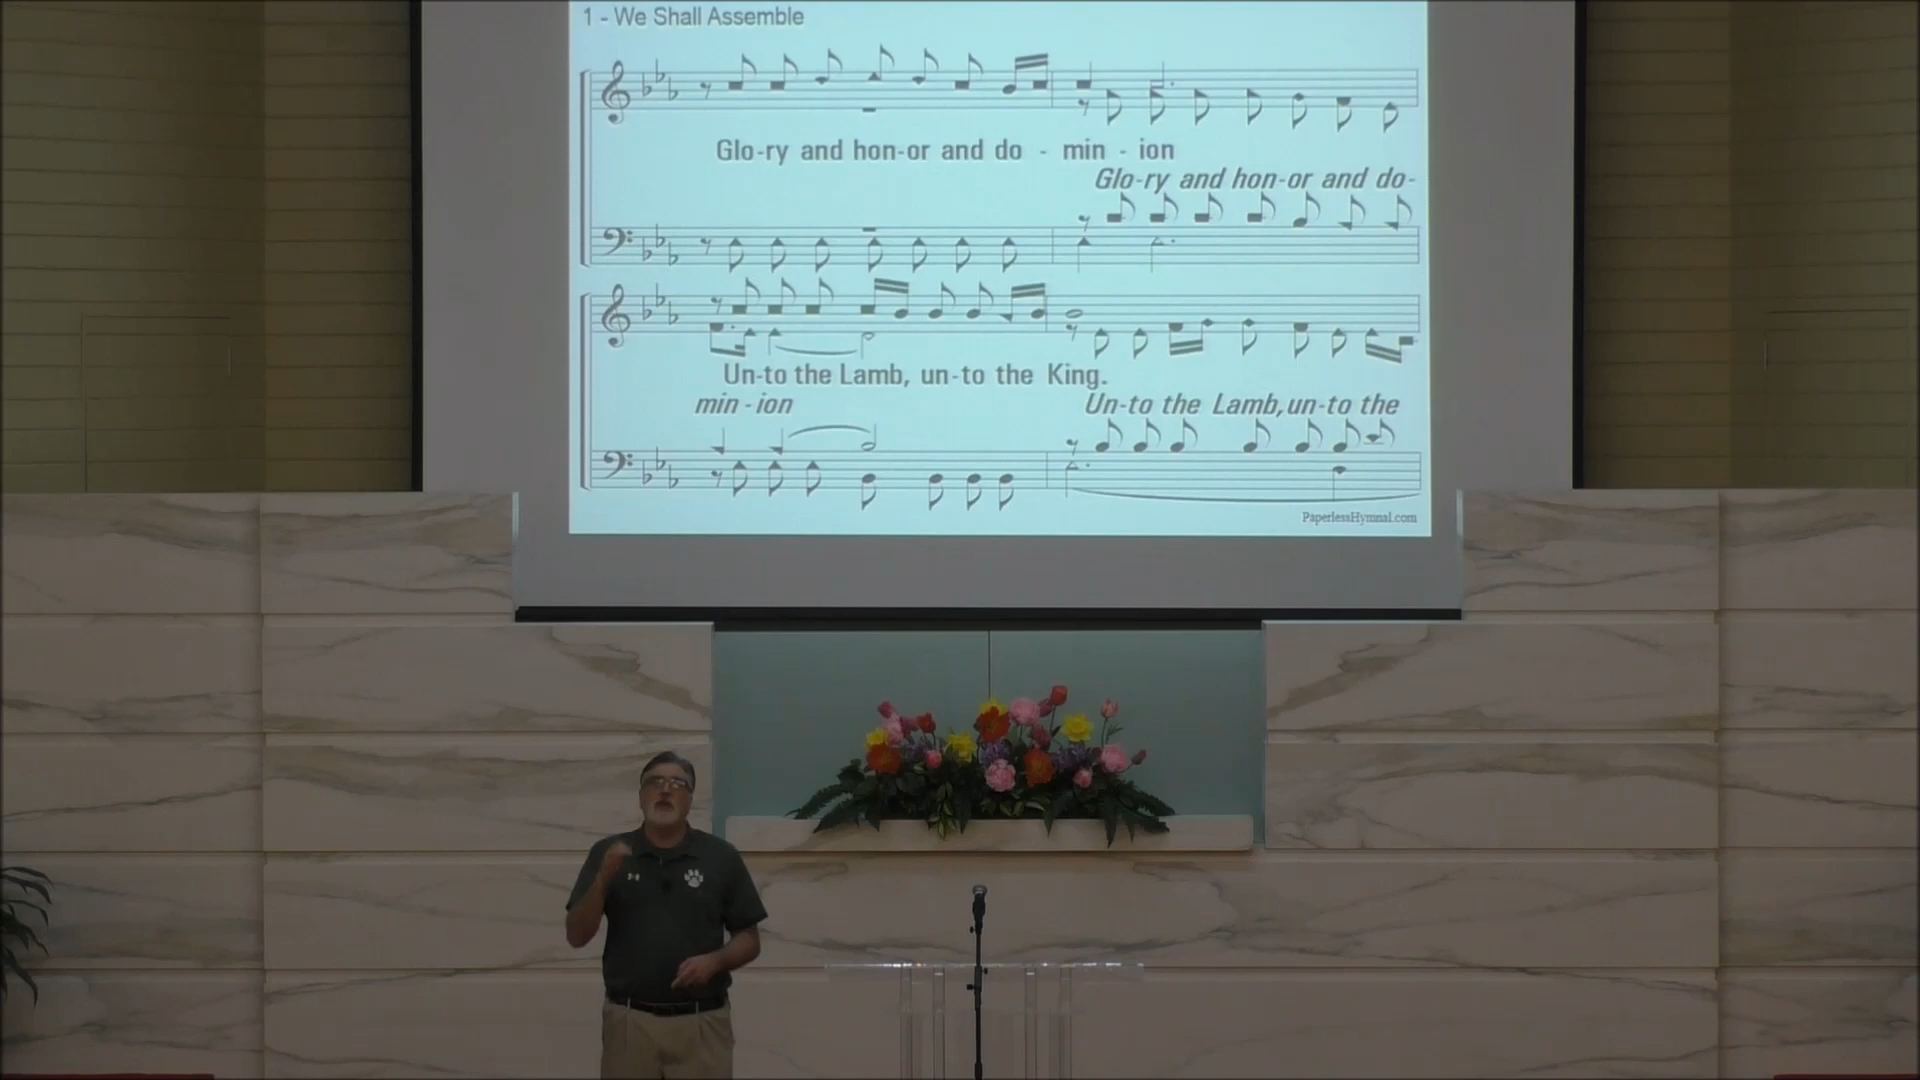 1 - We Shall Assemble
Glo-ry and hon-or and do - min - ion
Glo-ry and hon-or and do-
Un-to the Lamb, un-to the King.
min - ion
Un-to the Lamb, un-to the
PaperlessHymnal.com